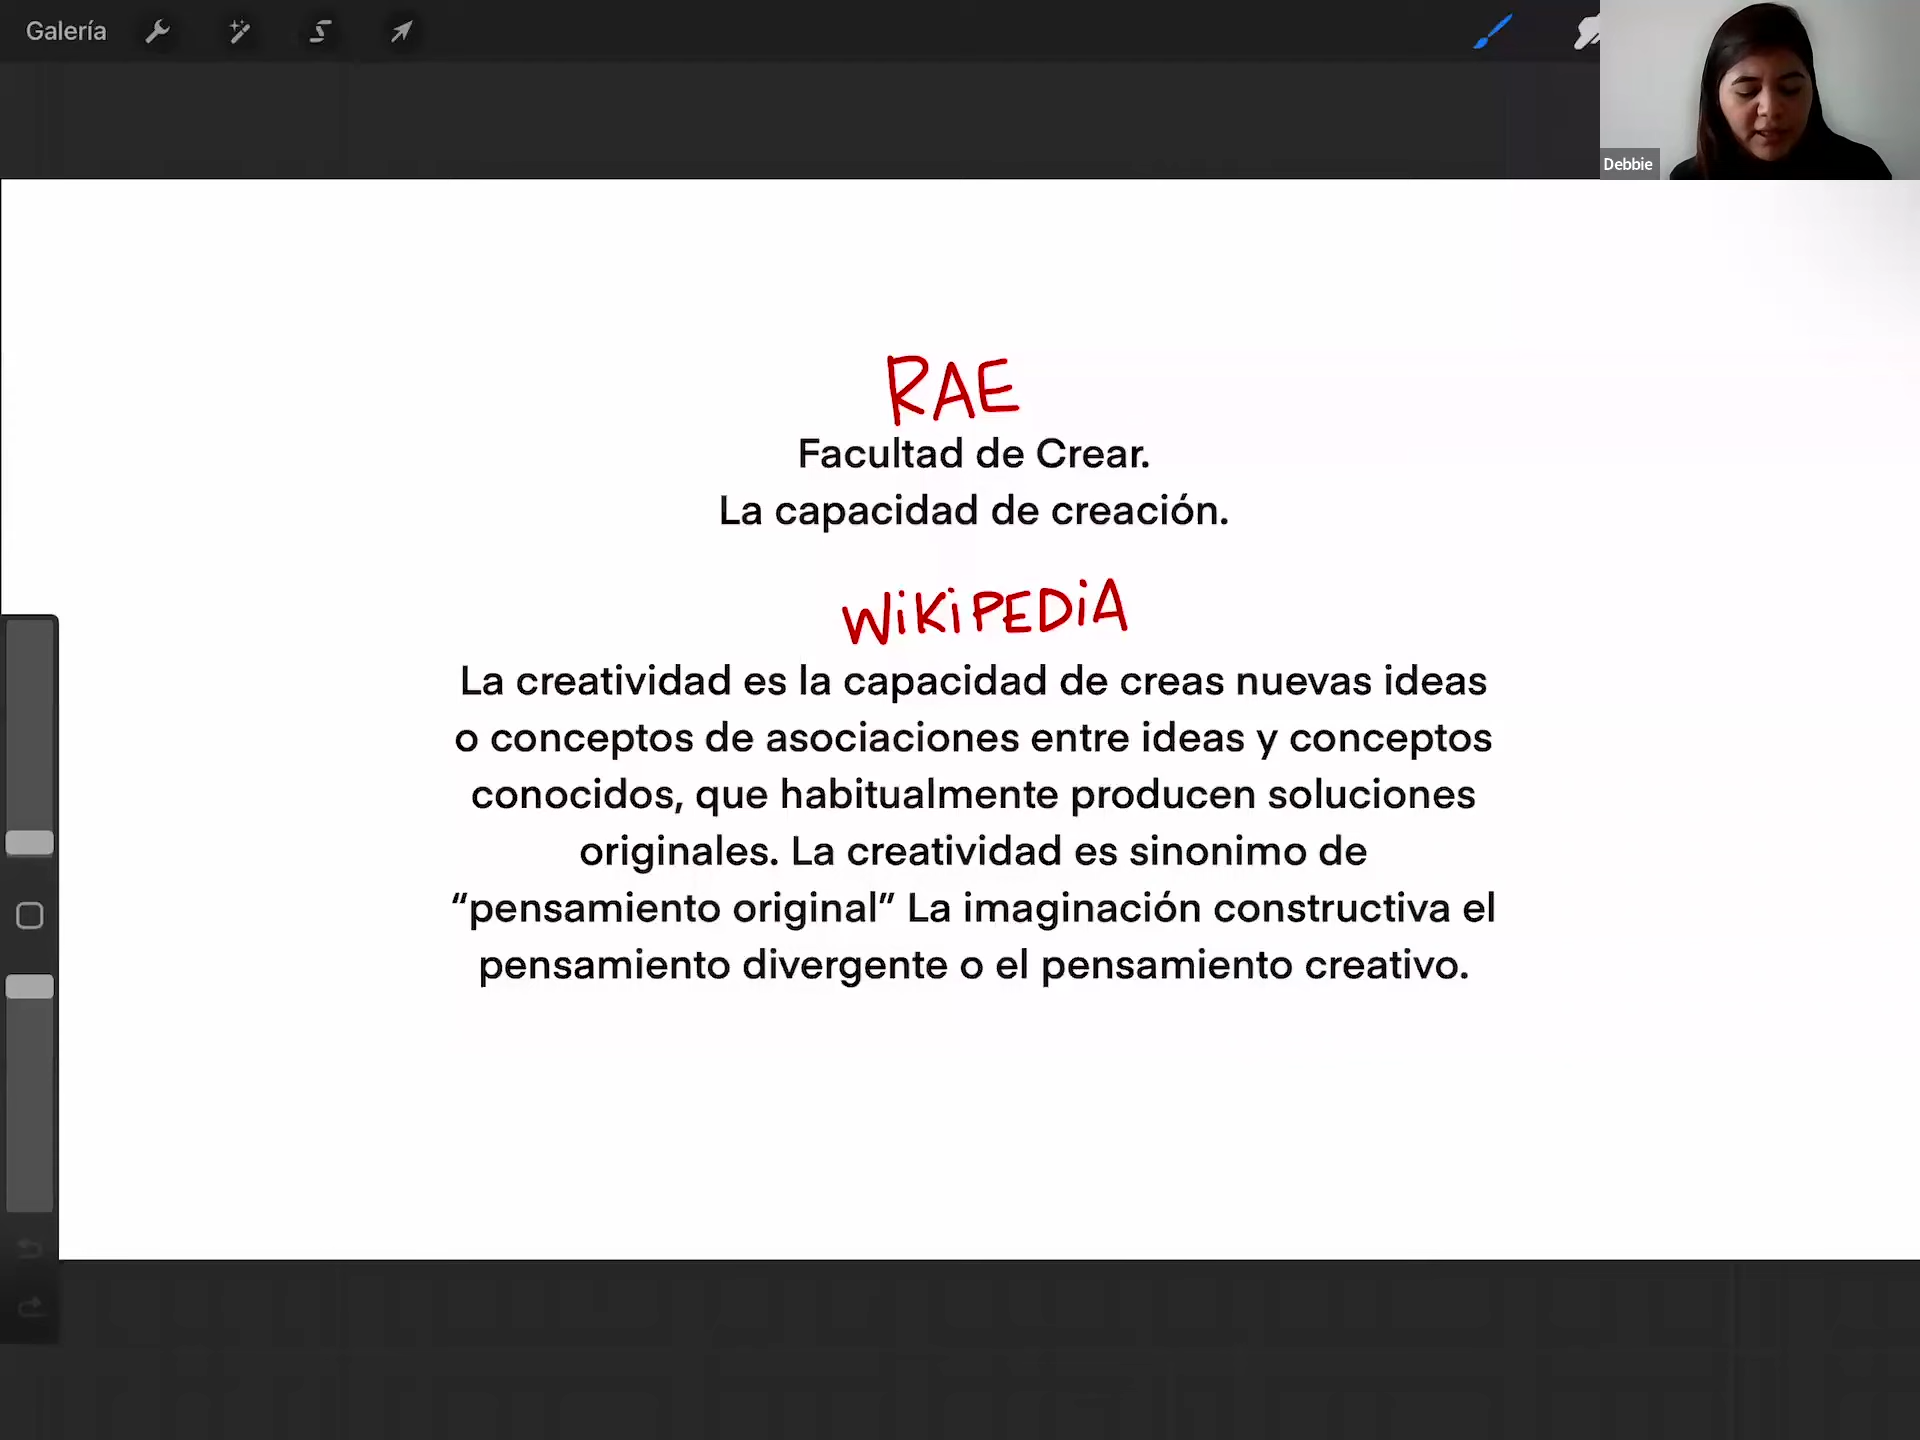 Galería
Debbie
RAE
Facultad de Crear.
La capacidad de creación.
WiKiPEDiA
La creatividad es la capacidad de creas nuevas ideas
o conceptos de asociaciones entre ideas y conceptos
conocidos, que habitualmente producen soluciones
originales. La creatividad es sinonimo de
“pensamiento original” La imaginación constructiva el
pensamiento divergente o el pensamiento creativo.